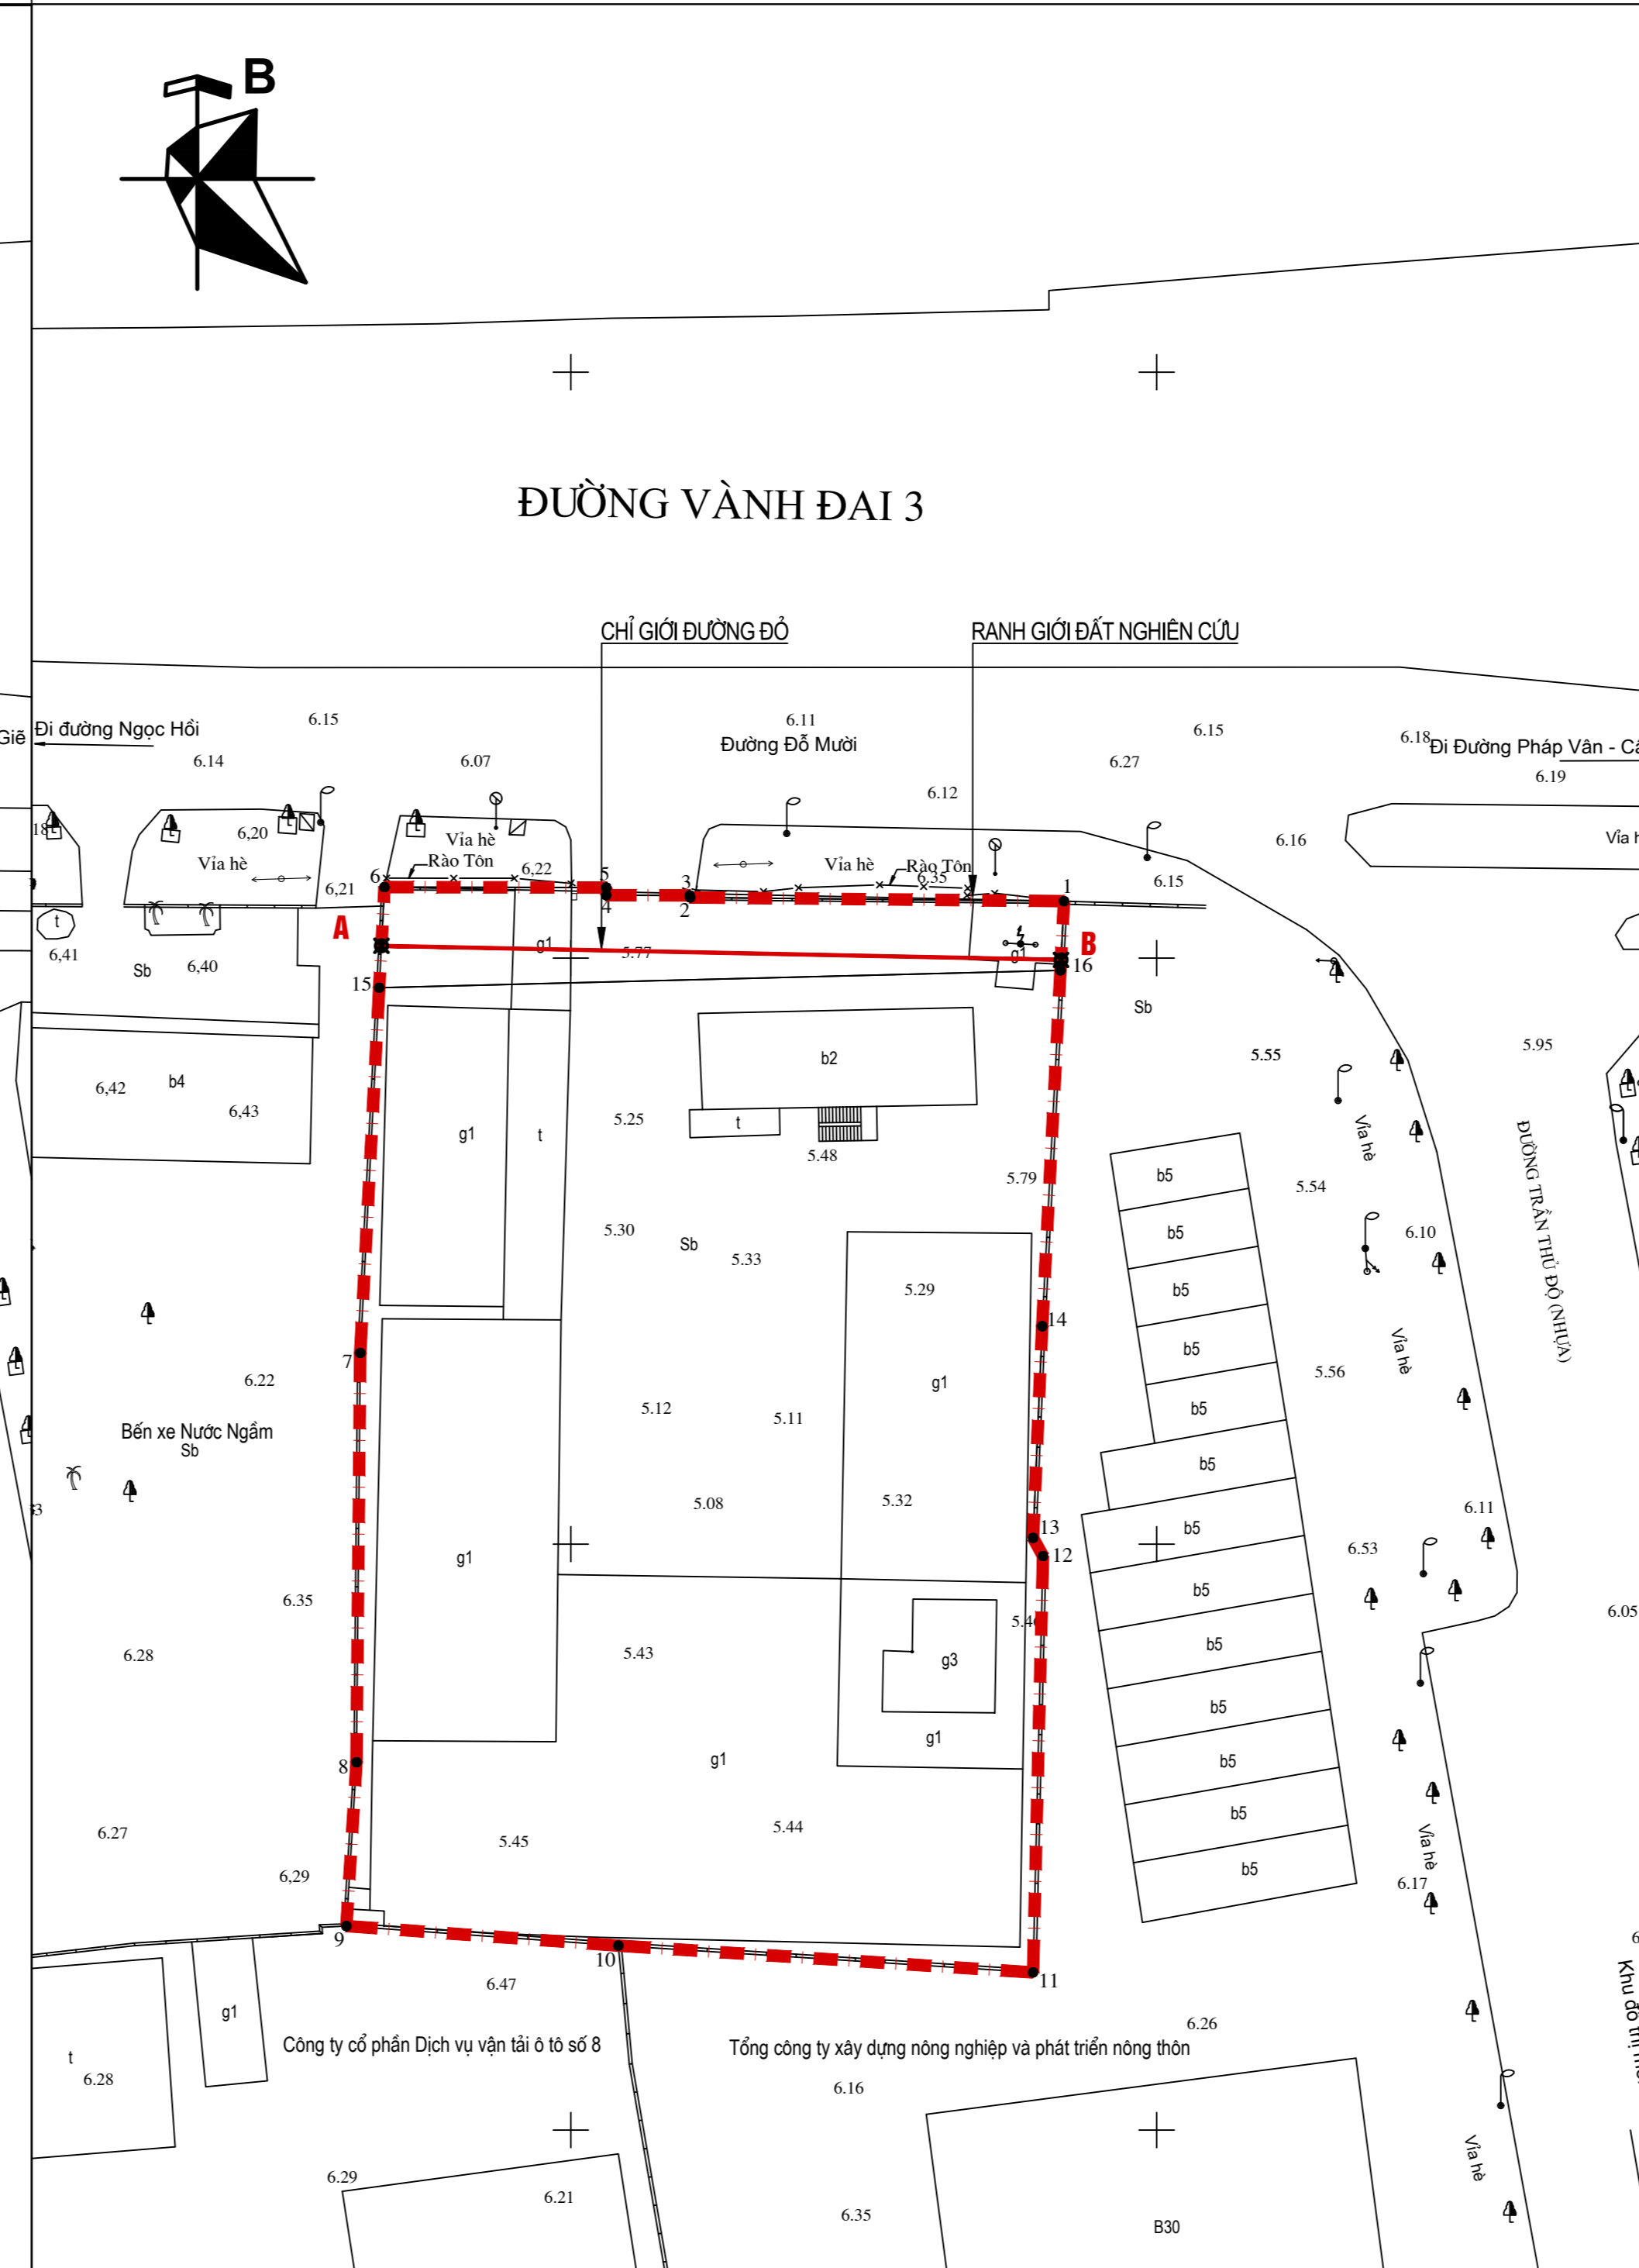 B
ĐƯỜNG VÀNH ĐAI 3
CHỈ GIỚI ĐƯỜNG ĐỎ
RANH GIỚI ĐẤT NGHIÊN CỨU
Giẽ
Đi đường Ngọc Hồi
6.15
6.11
6.15
6.18
Đi Đường Pháp Vân -
6.14
6.07
Đường Đỗ Mười
6.27
6.19
6.12
18
6,20
Vỉa hè
Vỉa hè
6,22
Rào Tôn
Vỉa hè
Rào Tôn
6.35
6.16
Vỉa
6,21
6
5
4
3
2
1
6.15
A
B
t
6,41
Sb
6,40
g1
5.77
g1
16
15
Sb
b2
5.55
5.95
6,42
b4
6,43
g1
t
5.25
t
5.48
5.79
b5
5.54
Vỉa hè
ĐƯỜNG TRẦN THỦ ĐỘ (NHỰA)
5.30
Sb
5.33
b5
6.10
5.29
b5
14
b5
Vỉa hè
7
6.22
g1
5.56
5.12
5.11
b5
Bến xe Nước Ngầm
Sb
b5
5.08
5.32
6.11
13
b5
12
6.53
g1
b5
6.35
5.43
g3
b5
6.05
6.28
g1
b5
8
g1
b5
6.27
5.45
5.44
b5
Vỉa hè
6,29
b5
6.17
9
10
11
6.47
g1
6.26
Công ty cổ phần Dịch vụ vận tải ô tô số 8
Tổng công ty xây dựng nông nghiệp và phát triển nông thôn
Khu đô thị
t
6.28
6.16
Vỉa hè
6.29
6.21
6.35
B30